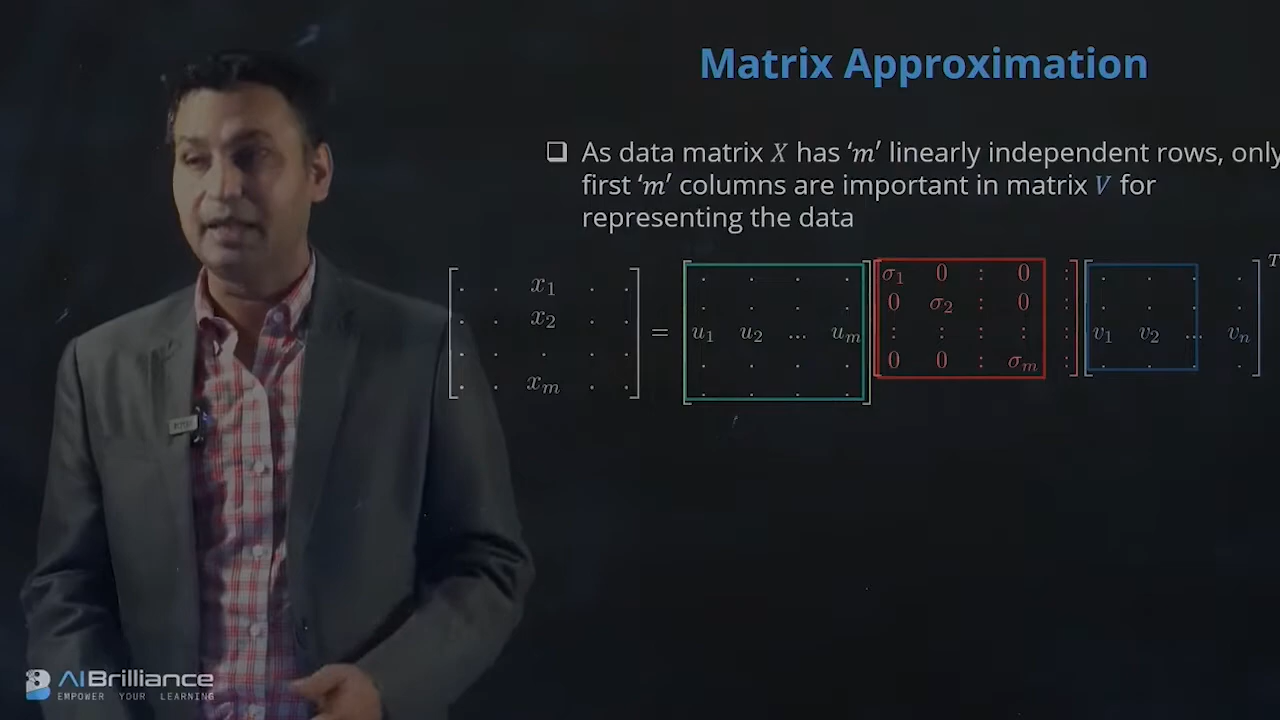 Matrix Approximation
❑ As data matrix X has ‘m’ linearly independent rows, only
first ‘m’ columns are important in matrix V for
representing the data
[ . . x₁ . .
. . x₂ . .
. . . . .
. . xₘ . . ] = [ . . . .
. . . .
u₁ u₂ ... uₘ
. . . .
. . . . ] [ σ₁ 0 : 0 :
0 σ₂ : 0 :
: : : : :
0 0 : σₘ : ] [ . . . .
. . . .
v₁ v₂ ... vₙ
. . . . ] T
AIBrilliance
EMPOWER YOUR LEARNING